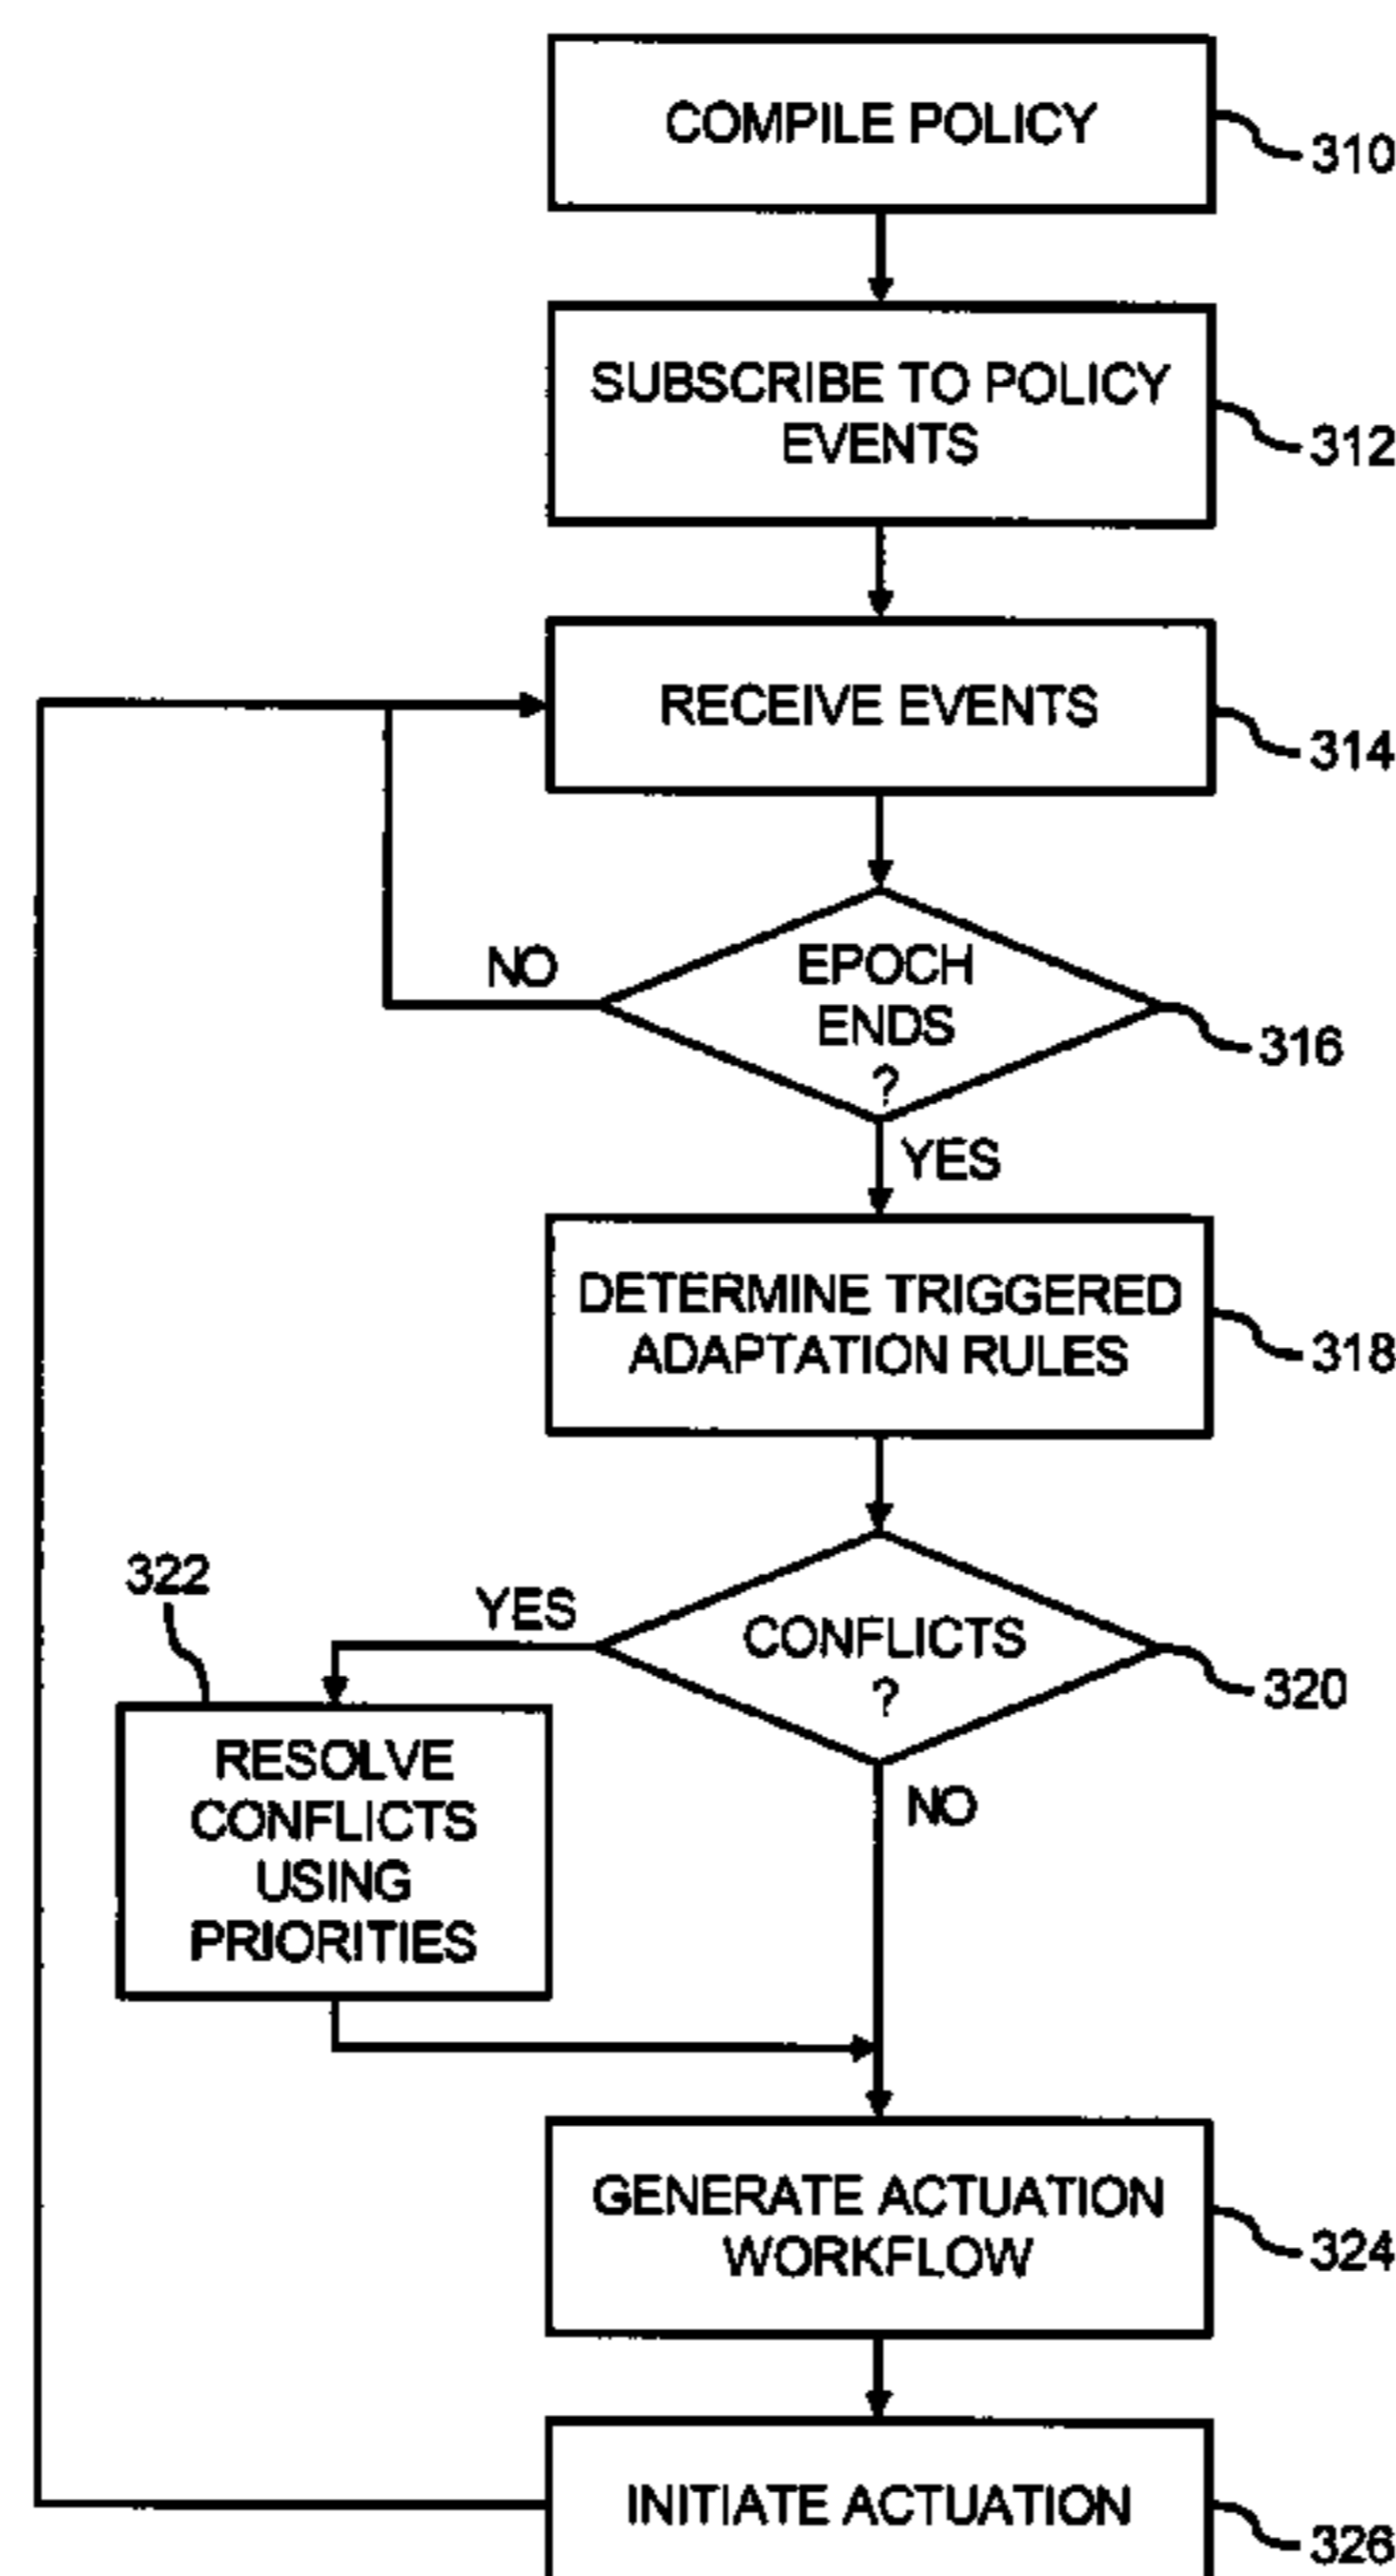 COMPILE POLICY
310
SUBSCRIBE TO POLICY
EVENTS
312
RECEIVE EVENTS
314
EPOCH
ENDS
?
316
NO
YES
DETERMINE TRIGGERED
ADAPTATION RULES
318
CONFLICTS
?
320
YES
NO
322
RESOLVE
CONFLICTS
USING
PRIORITIES
GENERATE ACTUATION
WORKFLOW
324
INITIATE ACTUATION
326